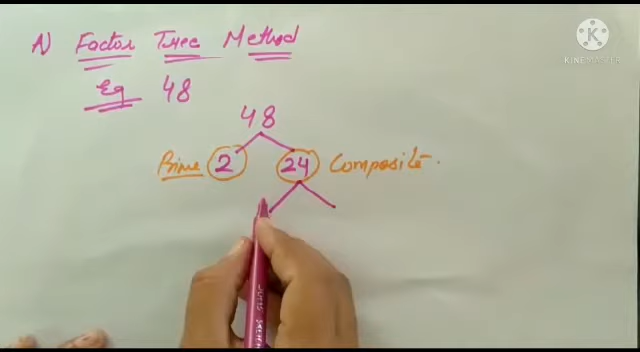 A) Factor Tree Method
Eg 48
48
Prime 2 24 Composite.
KINEMASTER